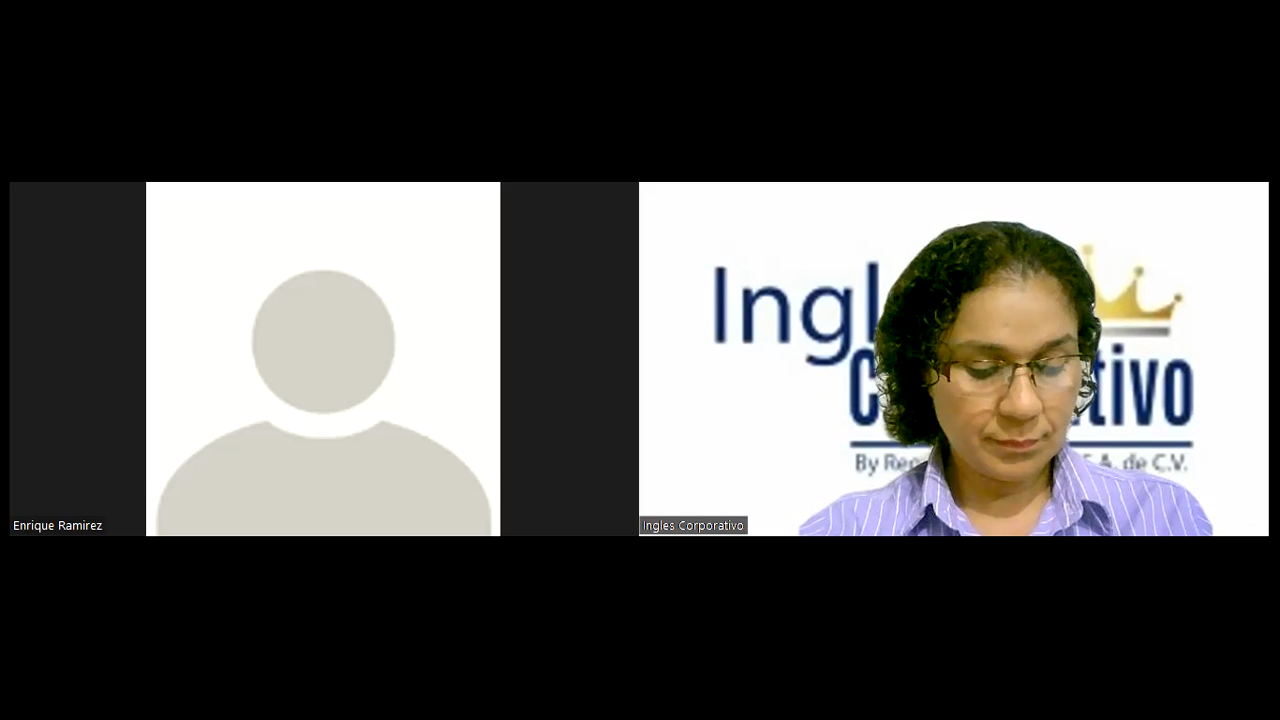 Ingl
C tivo
By Re S.A. de C.V.
Enrique Ramirez
Ingles Corporativo